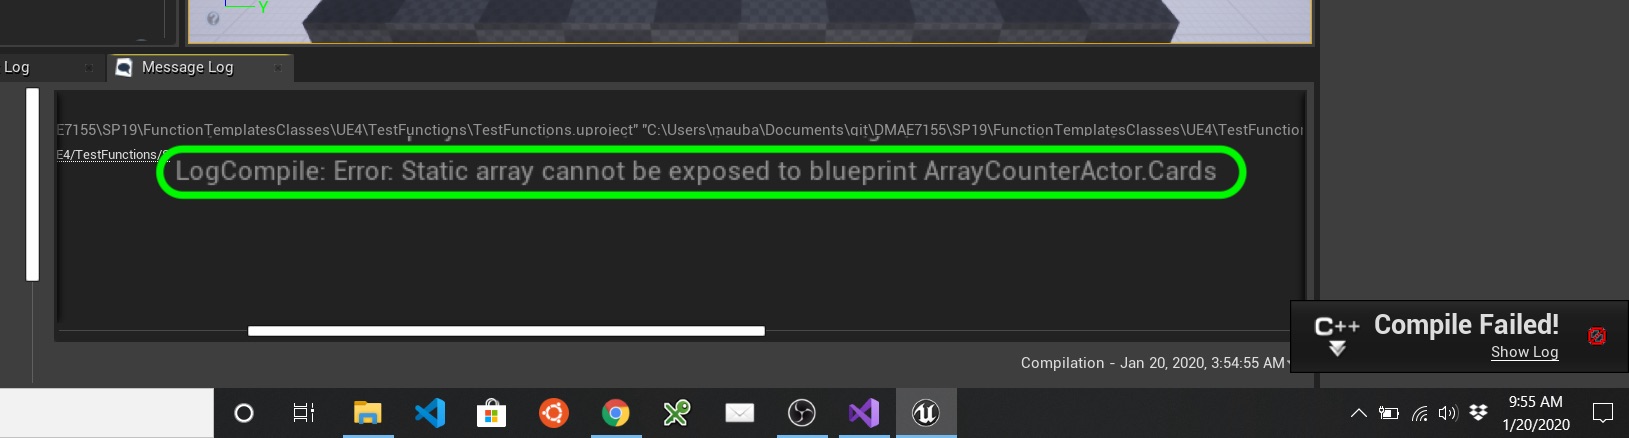 Y
Log
Message Log
E7155\SP19\FunctionTemplatesClasses\UE4\TestFunctions\TestFunctions.uproject" "C:\Users\mauba\Documents\git\DMAE7155\SP19\FunctionTemplatesClasses\UE4\TestFunction
E4/TestFunctions/
LogCompile: Error: Static array cannot be exposed to blueprint ArrayCounterActor.Cards
C++
Compile Failed!
Show Log
Compilation - Jan 20, 2020, 3:54:55 AM
9:55 AM
1/20/2020